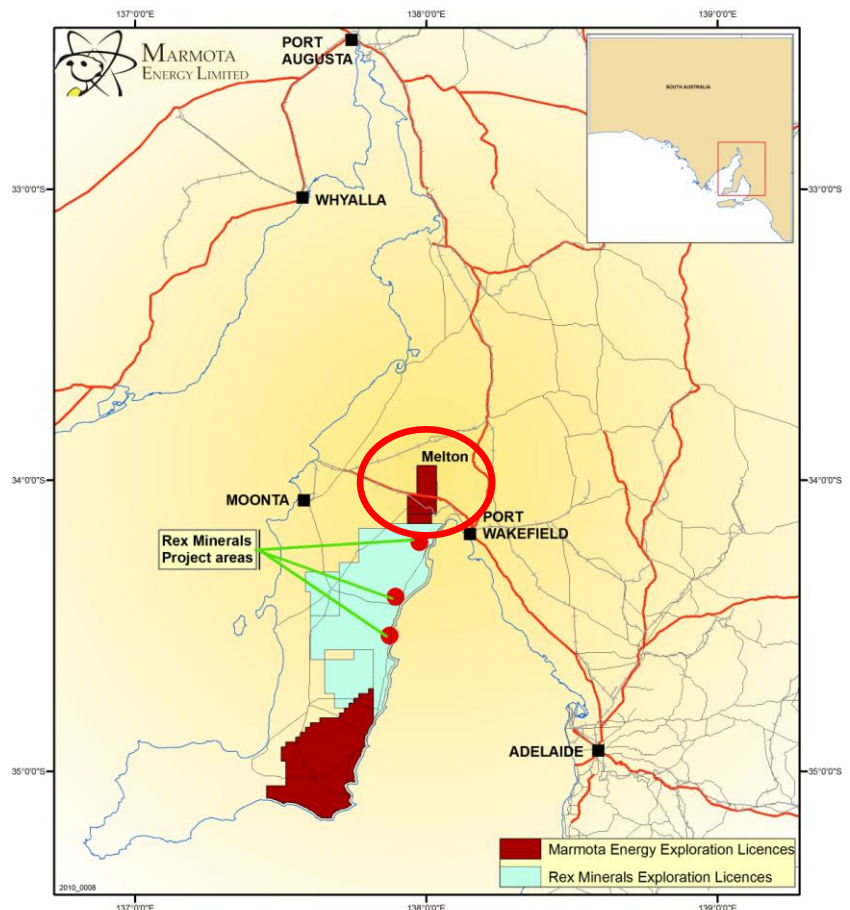 137°0'0"E
138°0'0"E
139°0'0"E
MARMOTA
ENERGY LIMITED
PORT
AUGUSTA
SOUTH AUSTRALIA
33°0'0"S
33°0'0"S
WHYALLA
Melton
34°0'0"S
34°0'0"S
MOONTA
PORT
WAKEFIELD
Rex Minerals
Project areas
ADELAIDE
35°0'0"S
35°0'0"S
Marmota Energy Exploration Licences
Rex Minerals Exploration Licences
2010_0008
137°0'0"E
138°0'0"E
139°0'0"E